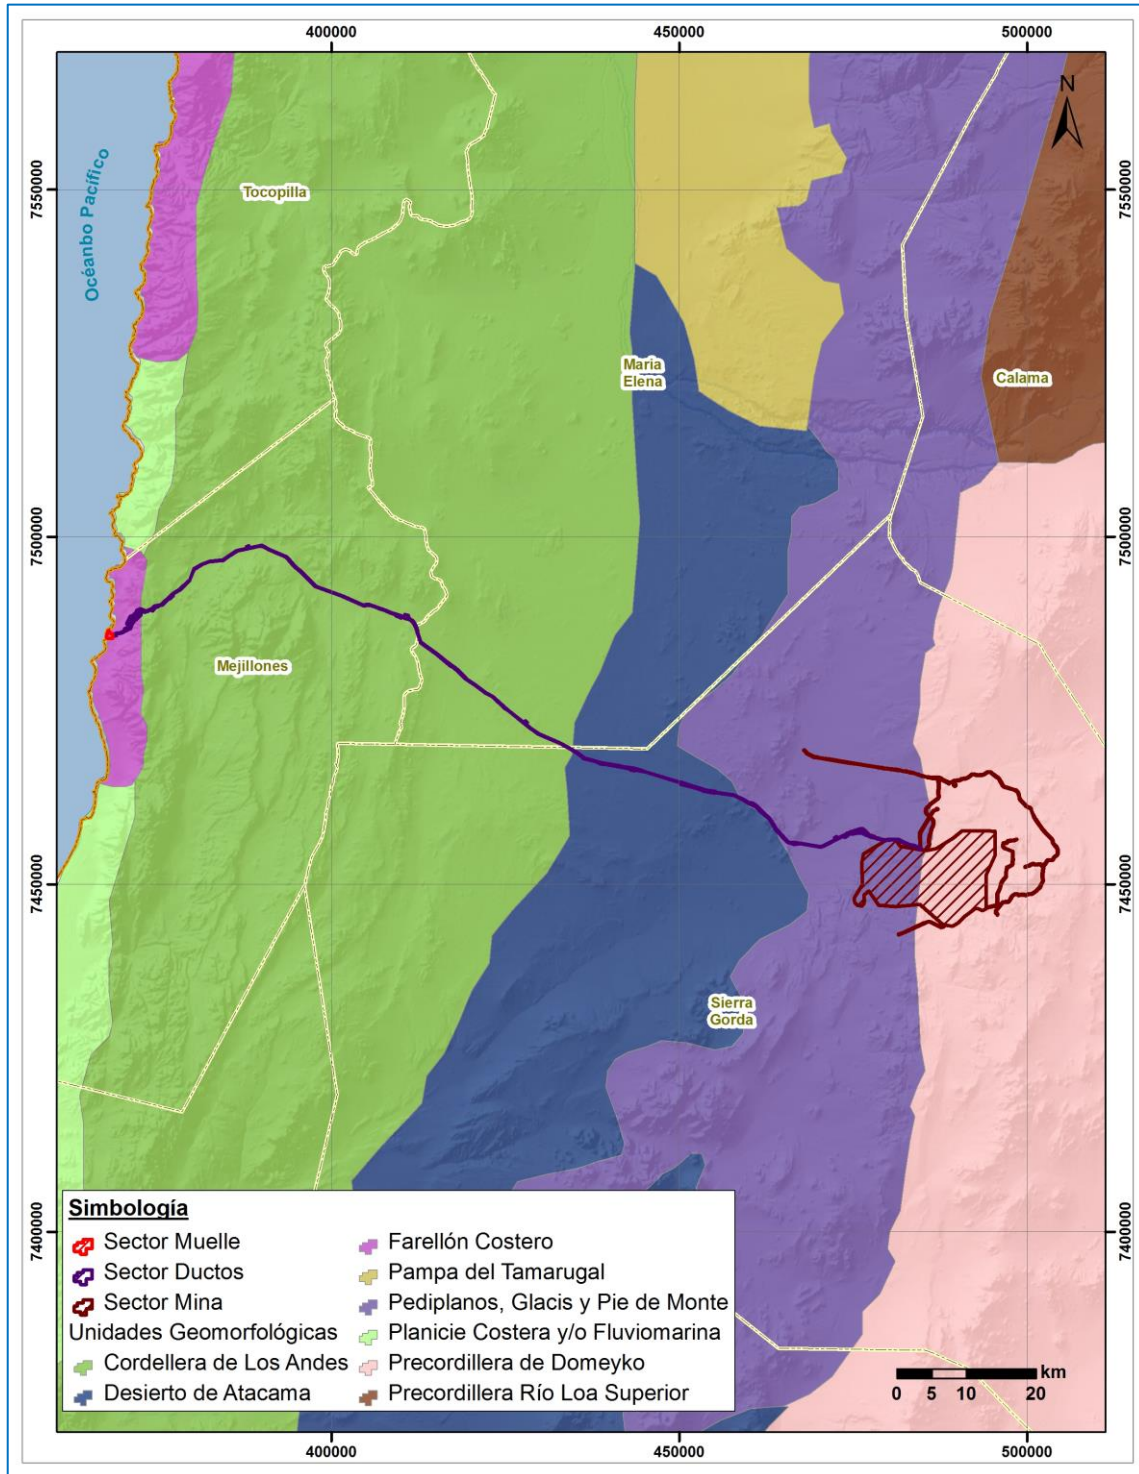 400000
450000
500000
N
7550000
7550000
Océanbo Pacífico
Tocopilla
Maria
Elena
Calama
7500000
7500000
Mejillones
7450000
7450000
Sierra
Gorda
7400000
7400000
Simbología
Sector Muelle
Sector Ductos
Sector Mina
Unidades Geomorfológicas
Cordellera de Los Andes
Desierto de Atacama
Farellón Costero
Pampa del Tamarugal
Pediplanos, Glacis y Pie de Monte
Planicie Costera y/o Fluviomarina
Precordillera de Domeyko
Precordillera Río Loa Superior
km
0 5 10 20
400000
450000
500000